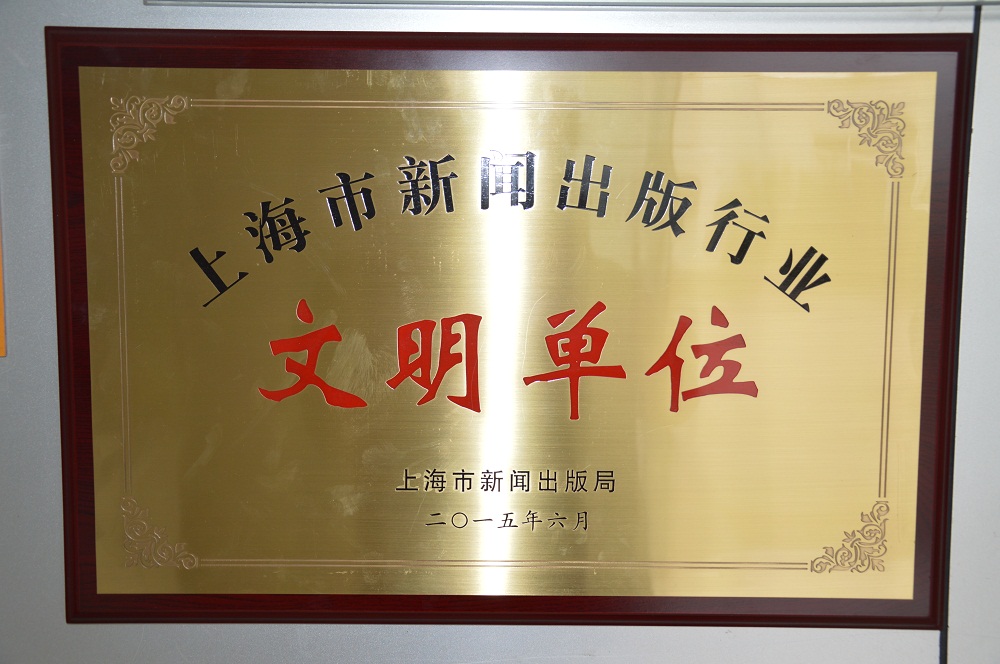 上海市新闻出版行业
文明单位
上海市新闻出版局
二〇一五年六月